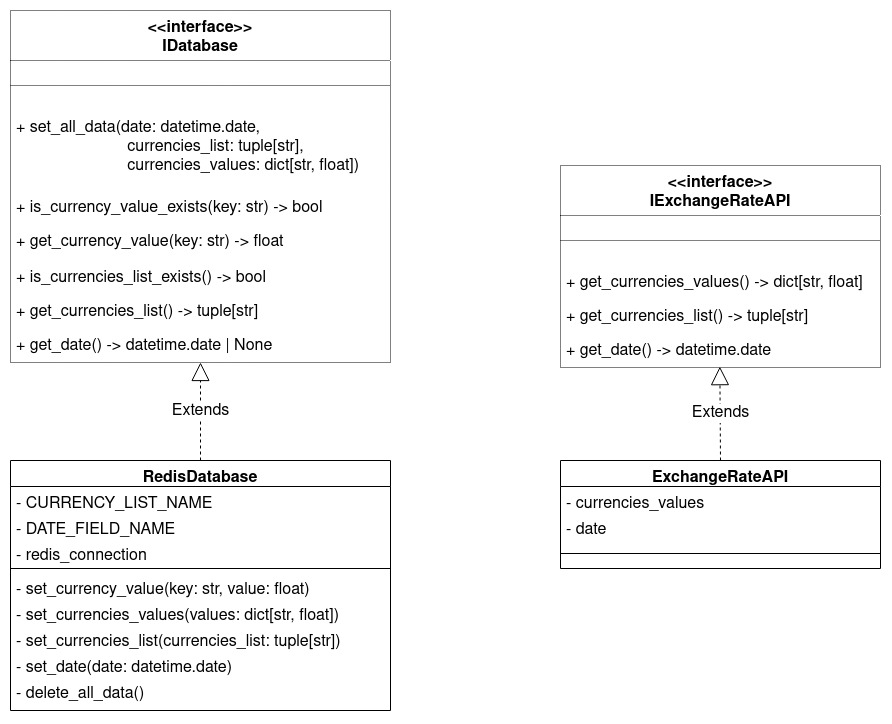 <<interface>>
IDatabase
+ set_all_data(date: datetime.date,
currencies_list: tuple[str],
currencies_values: dict[str, float])
+ is_currency_value_exists(key: str) -> bool
+ get_currency_value(key: str) -> float
+ is_currencies_list_exists() -> bool
+ get_currencies_list() -> tuple[str]
+ get_date() -> datetime.date | None
Extends
RedisDatabase
- CURRENCY_LIST_NAME
- DATE_FIELD_NAME
- redis_connection
- set_currency_value(key: str, value: float)
- set_currencies_values(values: dict[str, float])
- set_currencies_list(currencies_list: tuple[str])
- set_date(date: datetime.date)
- delete_all_data()
<<interface>>
IExchangeRateAPI
+ get_currencies_values() -> dict[str, float]
+ get_currencies_list() -> tuple[str]
+ get_date() -> datetime.date
Extends
ExchangeRateAPI
- currencies_values
- date